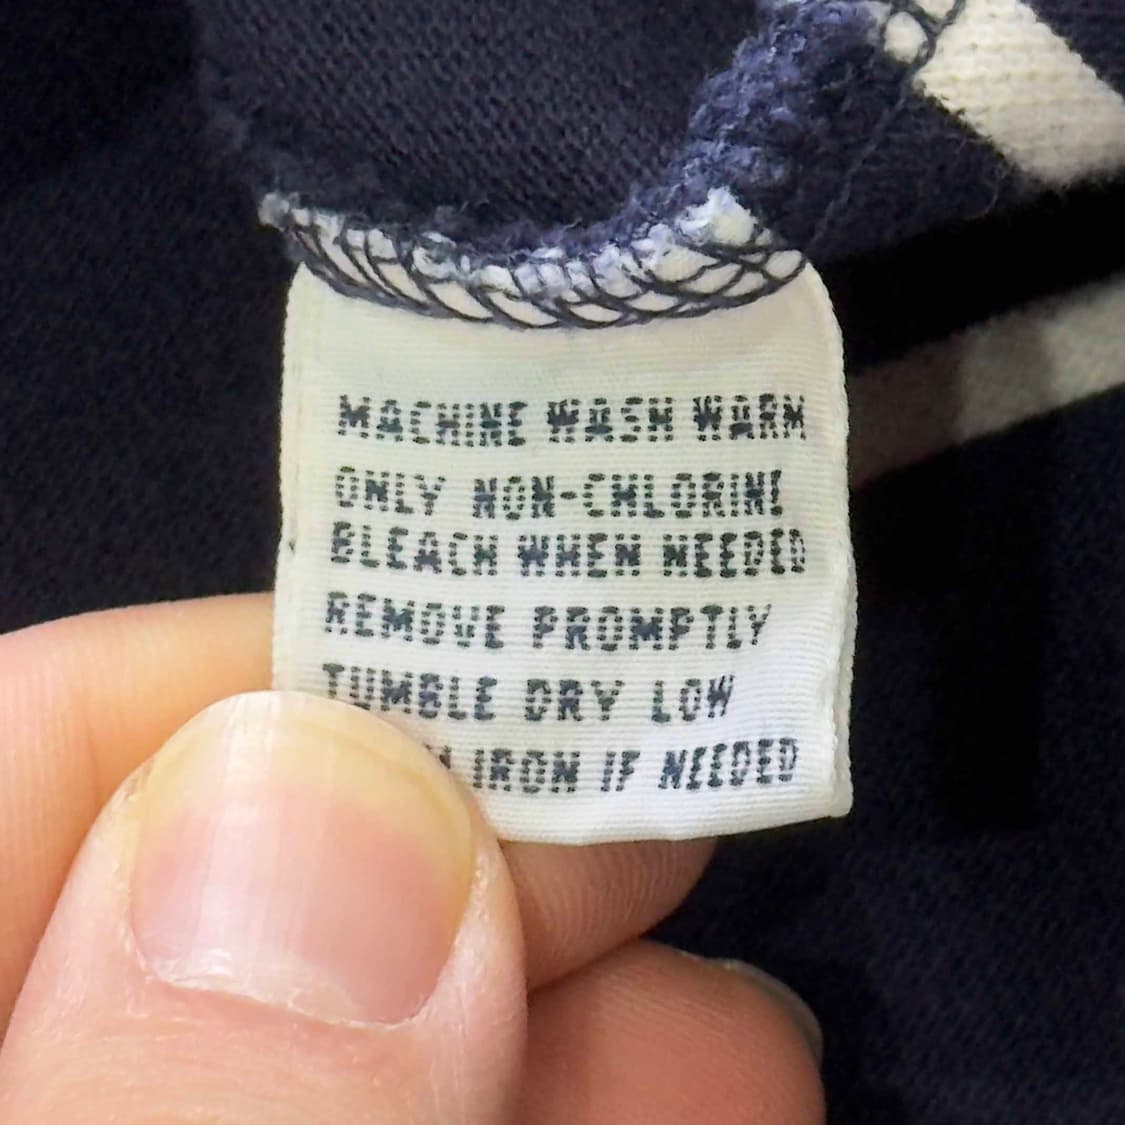 MACHINE WASH WARM
ONLY NON-CHLORINE
BLEACH WHEN NEEDED
REMOVE PROMPTLY
TUMBLE DRY LOW
IRON IF NEEDED